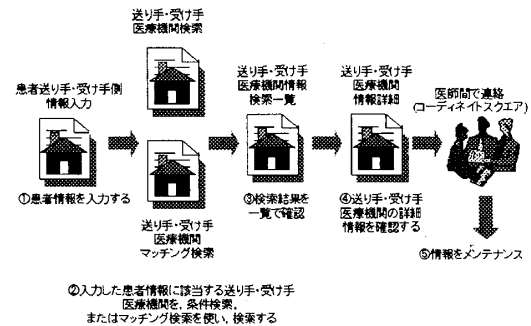 送り手・受け手
医療機関検索
患者送り・受け手側
情報入力
①患者情報を入力する
送り手・受け手
医療機関
マッチング検索
②入力した患者情報に該当する送り手・受け手
医療機関を、条件検索、
またはマッチング検索を使い、検索する
送り手・受け手
医療機関情報
検索一覧
③検索結果を
一覧で確認
送り手・受け手
医療機関
情報詳細
④送り手・受け手
医療機関の詳細
情報を確認する
医師間で連絡
(コーディネイトスクエア)
⑤情報をメンテナンス